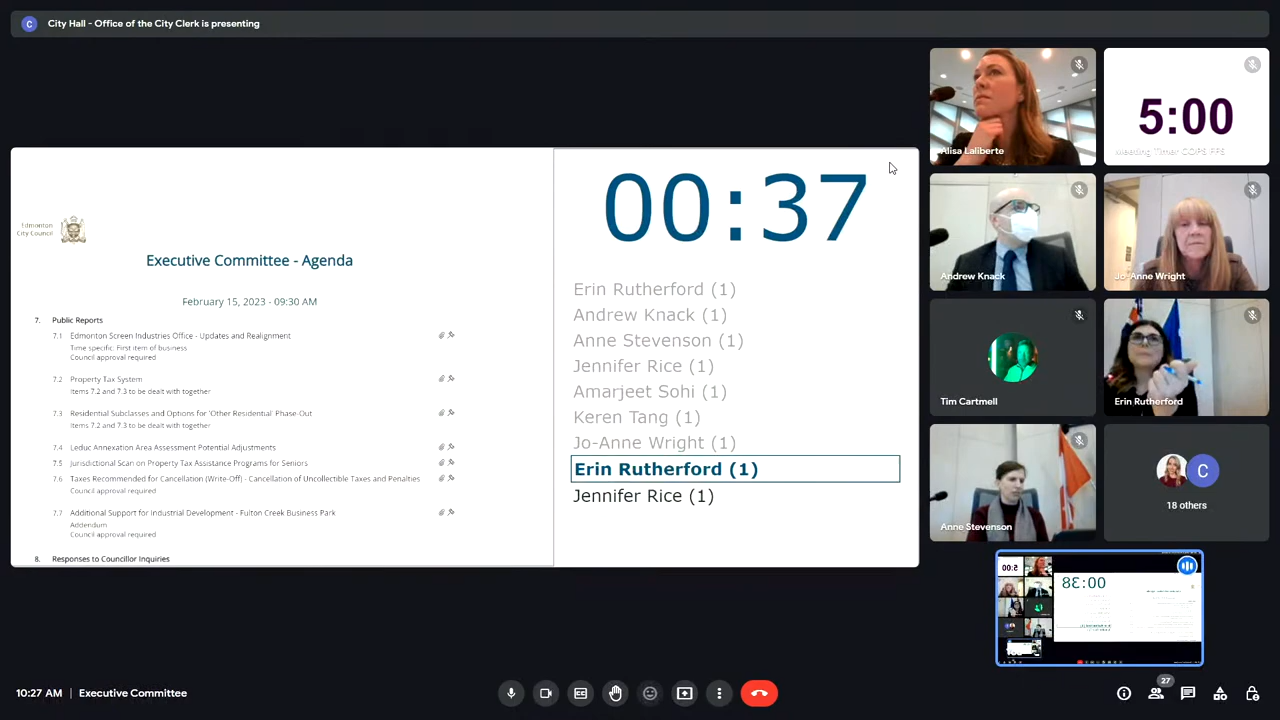 C City Hall - Office of the City Clerk is presenting
Edmonton
City Council
Executive Committee - Agenda
February 15, 2023 - 09:30 AM
7. Public Reports
7.1 Edmonton Screen Industries Office - Updates and Realignment
Time specific: First item of business
Council approval required
7.2 Property Tax System
Items 7.2 and 7.3 to be dealt with together
7.3 Residential Subclasses and Options for 'Other Residential' Phase-Out
Items 7.2 and 7.3 to be dealt with together
7.4 Leduc Annexation Area Assessment Potential Adjustments
7.5 Jurisdictional Scan on Property Tax Assistance Programs for Seniors
7.6 Taxes Recommended for Cancellation (Write-Off) - Cancellation of Uncollectible Taxes and Penalties
Council approval required
7.7 Additional Support for Industrial Development - Fulton Creek Business Park
Addendum
Council approval required
8. Responses to Councillor Inquiries
00:37
Erin Rutherford (1)
Andrew Knack (1)
Anne Stevenson (1)
Jennifer Rice (1)
Amarjeet Sohi (1)
Keren Tang (1)
Jo-Anne Wright (1)
Erin Rutherford (1)
Jennifer Rice (1)
Alisa Laliberte
5:00
Meeting Timer COPS PPS
Andrew Knack
Jo-Anne Wright
Tim Cartmell
Erin Rutherford
Anne Stevenson
C
18 others
10:27 AM | Executive Committee
27